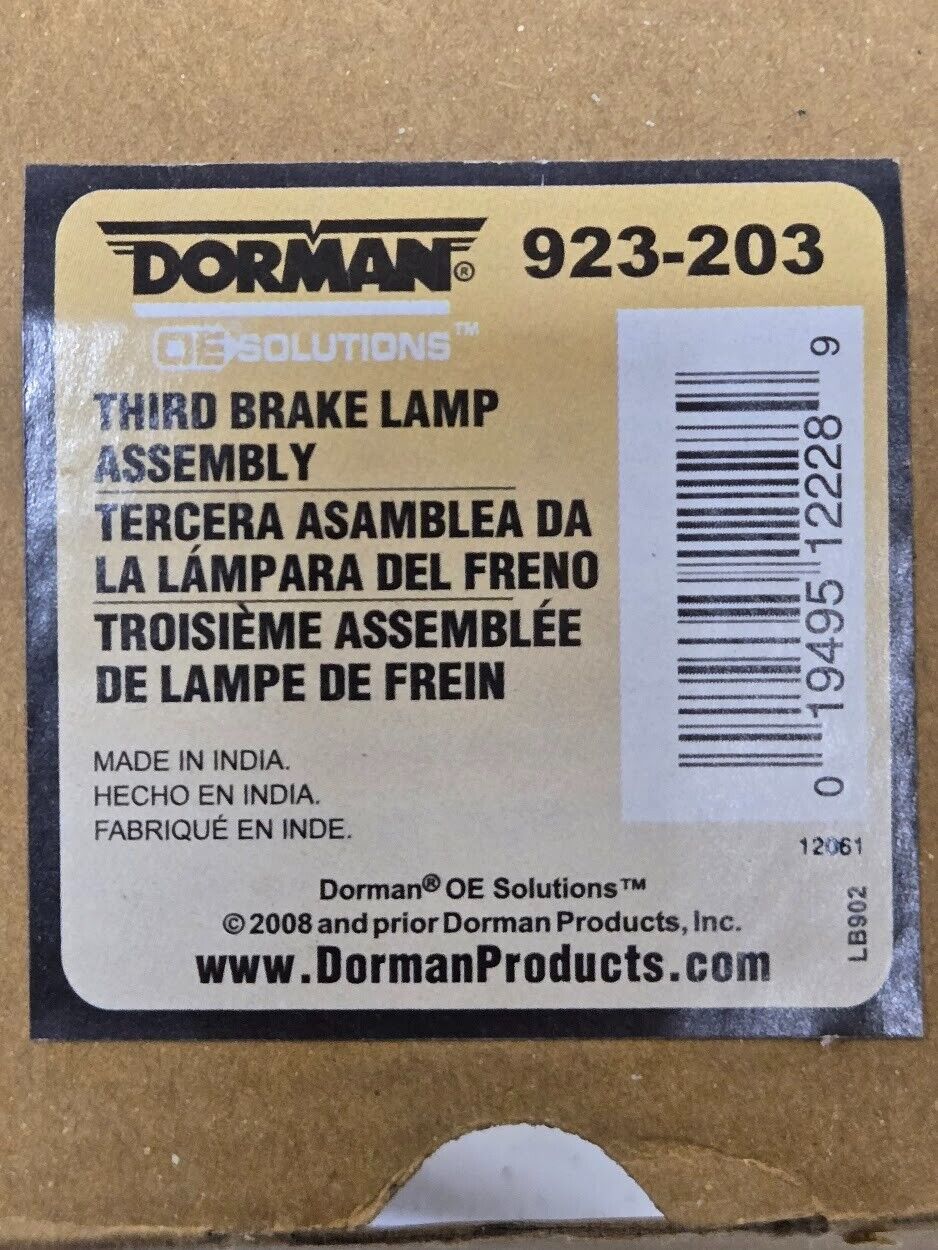 DORMAN® 923-203
OE SOLUTIONS™
THIRD BRAKE LAMP
ASSEMBLY
TERCERA ASAMBLEA DA
LA LÁMPARA DEL FRENO
TROISIÈME ASSEMBLÉE
DE LAMPE DE FREIN
MADE IN INDIA.
HECHO EN INDIA.
FABRIQUÉ EN INDE.
0 19495 12228 9
12061
LB902
Dorman® OE Solutions™
©2008 and prior Dorman Products, Inc.
www.DormanProducts.com